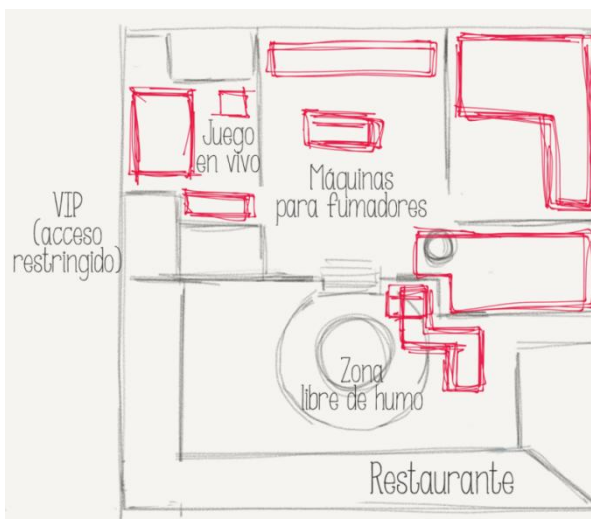 Juego
en vivo
Máquinas
para fumadores
VIP
(acceso
restringido)
Zona
libre de humo
Restaurante